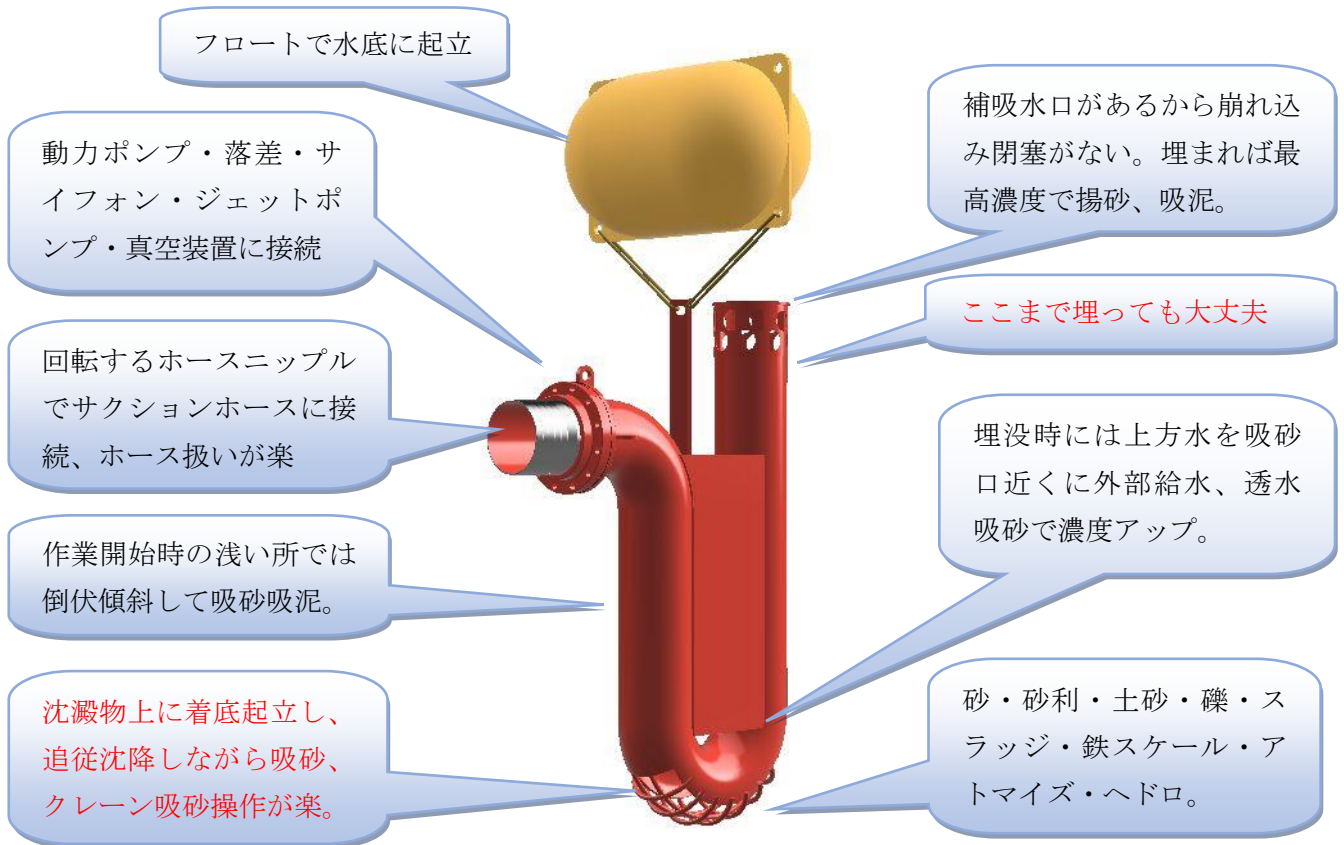 フロートで水底に起立
動力ポンプ・落差・サ
イフォン・ジェットポ
ンプ・真空装置に接続
回転するホースニップル
でサクションホースに接
続、ホース扱いが楽
作業開始時の浅い所では
倒伏傾斜して吸砂吸泥。
沈澱物上に着底起立し、
追従沈降しながら吸砂、
クレーン吸砂操作が楽。
補吸水口があるから崩れ込
み閉塞がない。埋まれば最
高濃度で揚砂、吸泥。
ここまで埋っても大丈夫
埋没時には上方水を吸砂
口近くに外部給水、透水
吸砂で濃度アップ。
砂・砂利・土砂・礫・ス
ラッジ・鉄スケール・ア
トマイズ・ヘドロ。